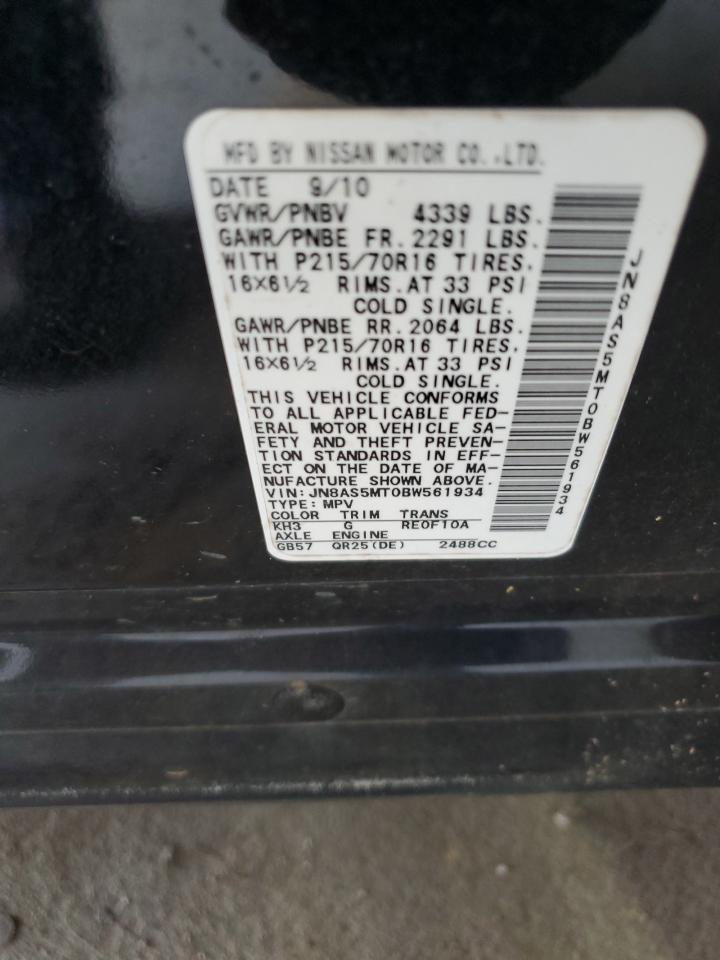 MFD BY NISSAN MOTOR CO.,LTD.
DATE 9/10
GVWR/PNBV 4339 LBS.
GAWR/PNBE FR. 2291 LBS.
WITH P215/70R16 TIRES.
16X6½ RIMS. AT 33 PSI
COLD SINGLE.
GAWR/PNBE RR. 2064 LBS.
WITH P215/70R16 TIRES.
16X6½ RIMS. AT 33 PSI
COLD SINGLE.
THIS VEHICLE CONFORMS
TO ALL APPLICABLE FED-
ERAL MOTOR VEHICLE SA-
FETY AND THEFT PREVEN-
TION STANDARDS IN EFF-
ECT ON THE DATE OF MA-
NUFACTURE SHOWN ABOVE.
VIN: JN8AS5MT0BW561934
TYPE: MPV
COLOR TRIM TRANS
KH3 G RE0F10A
AXLE ENGINE
GB57 QR25(DE) 2488CC
JN8AS5MT0BW561934